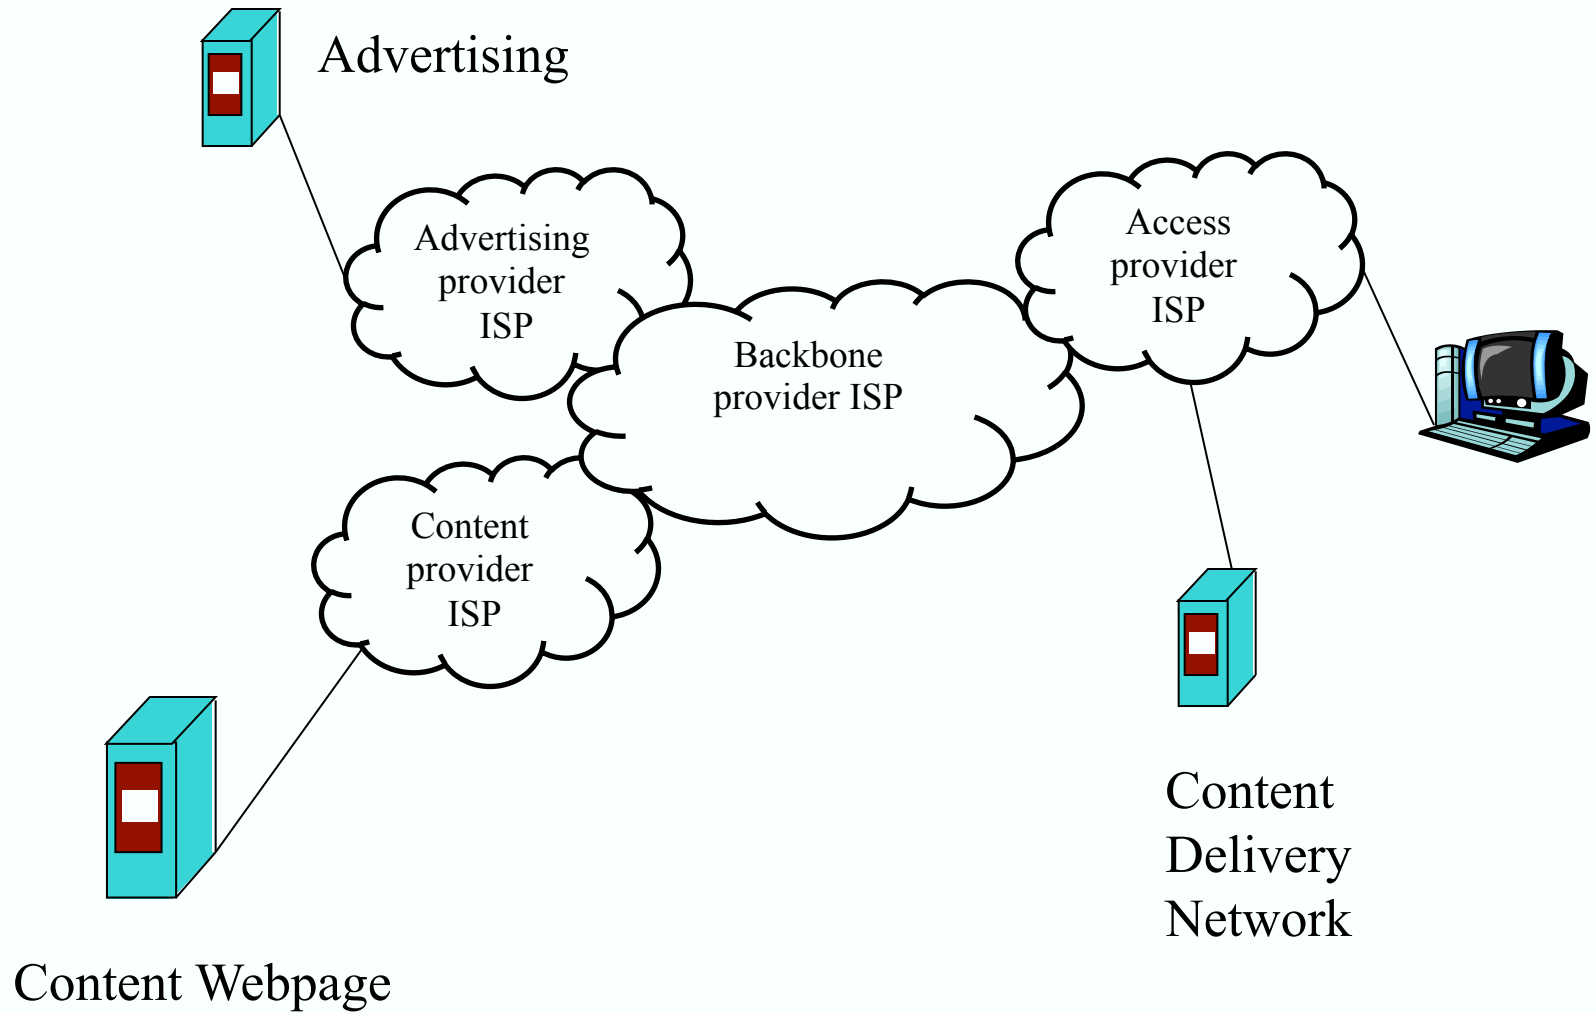 Advertising
Advertising
provider
ISP
Access
provider
ISP
Backbone
provider ISP
Content
provider
ISP
Content
Delivery
Network
Content Webpage